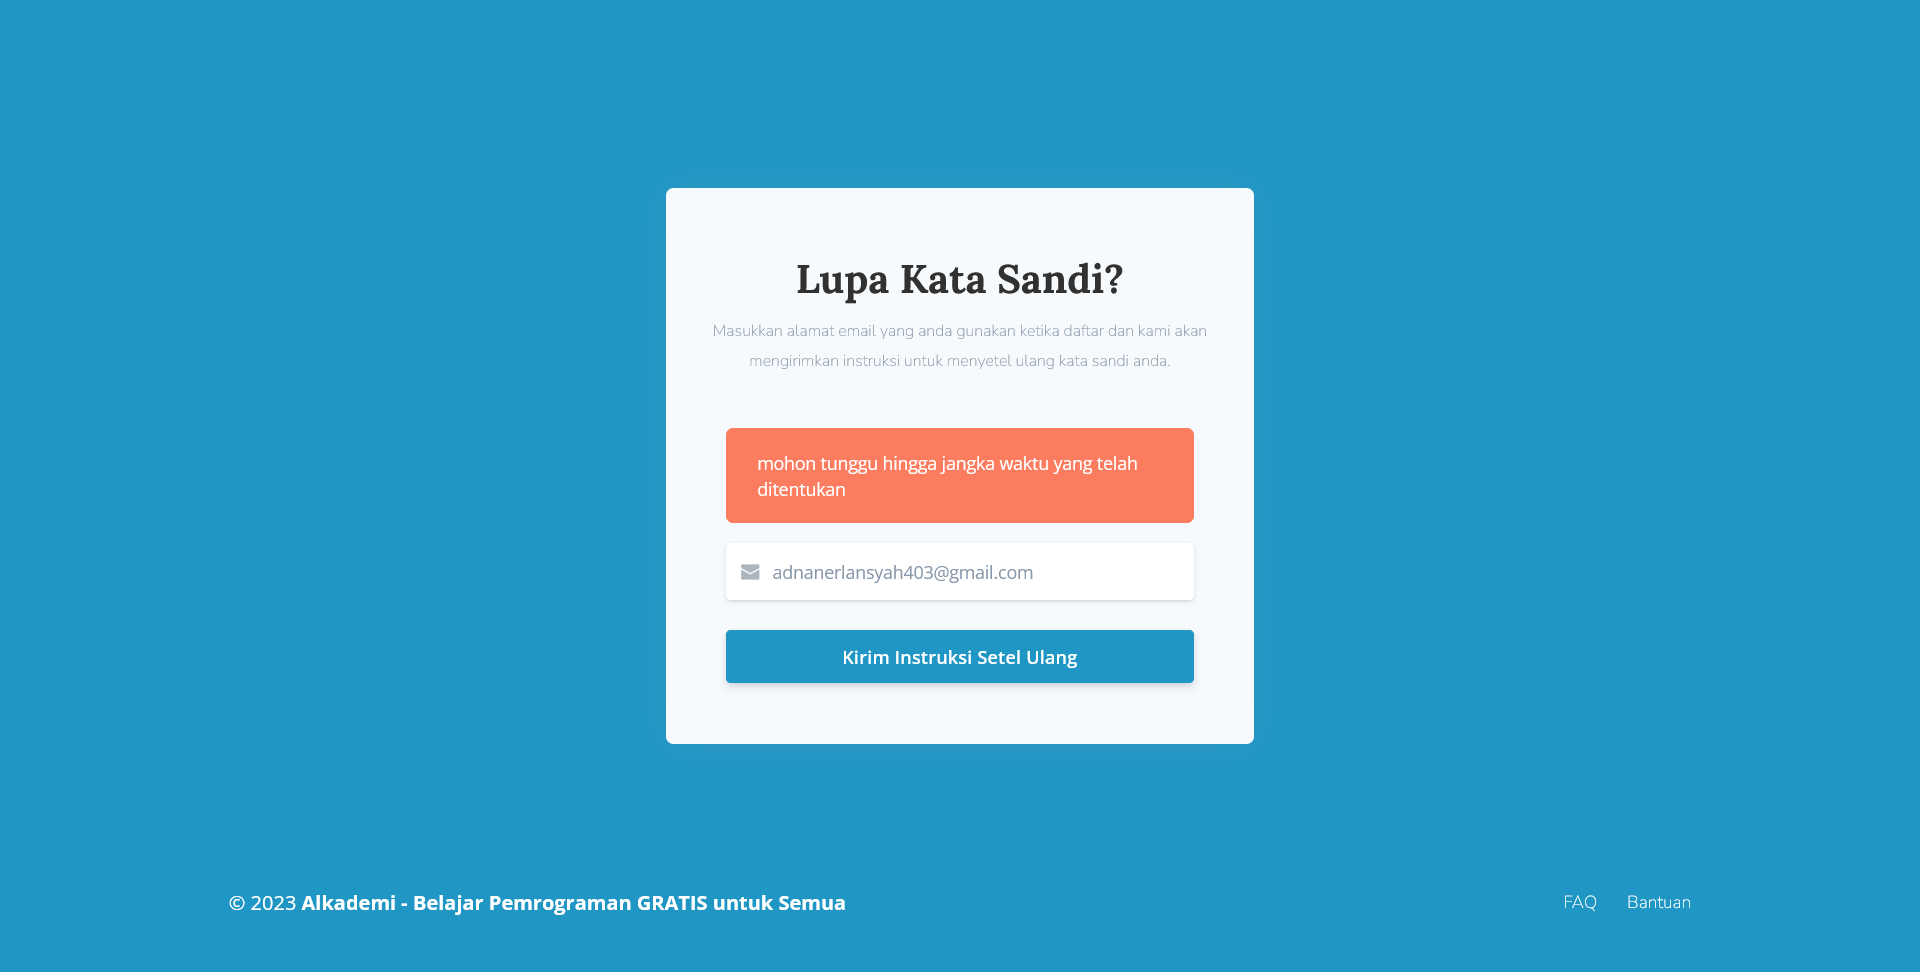 Lupa Kata Sandi?
Masukkan alamat email yang anda gunakan ketika daftar dan kami akan
mengirimkan instruksi untuk menyetel ulang kata sandi anda.
mohon tunggu hingga jangka waktu yang telah
ditentukan
adnanerlansyah403@gmail.com
Kirim Instruksi Setel Ulang
© 2023 Alkademi - Belajar Pemrograman GRATIS untuk Semua
FAQ Bantuan